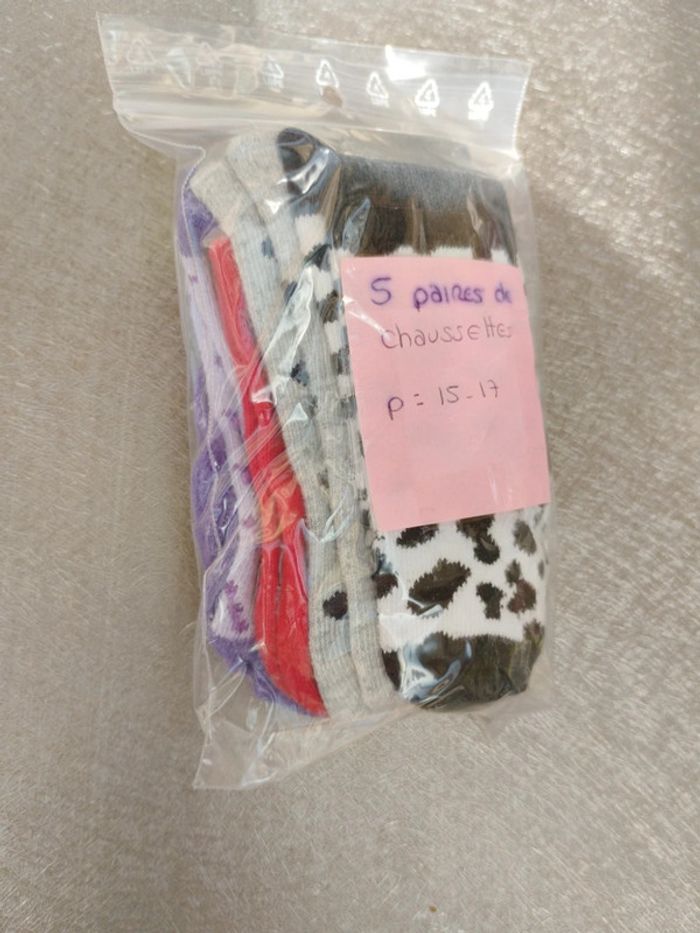 5 paires de
chaussettes
p = 15-17